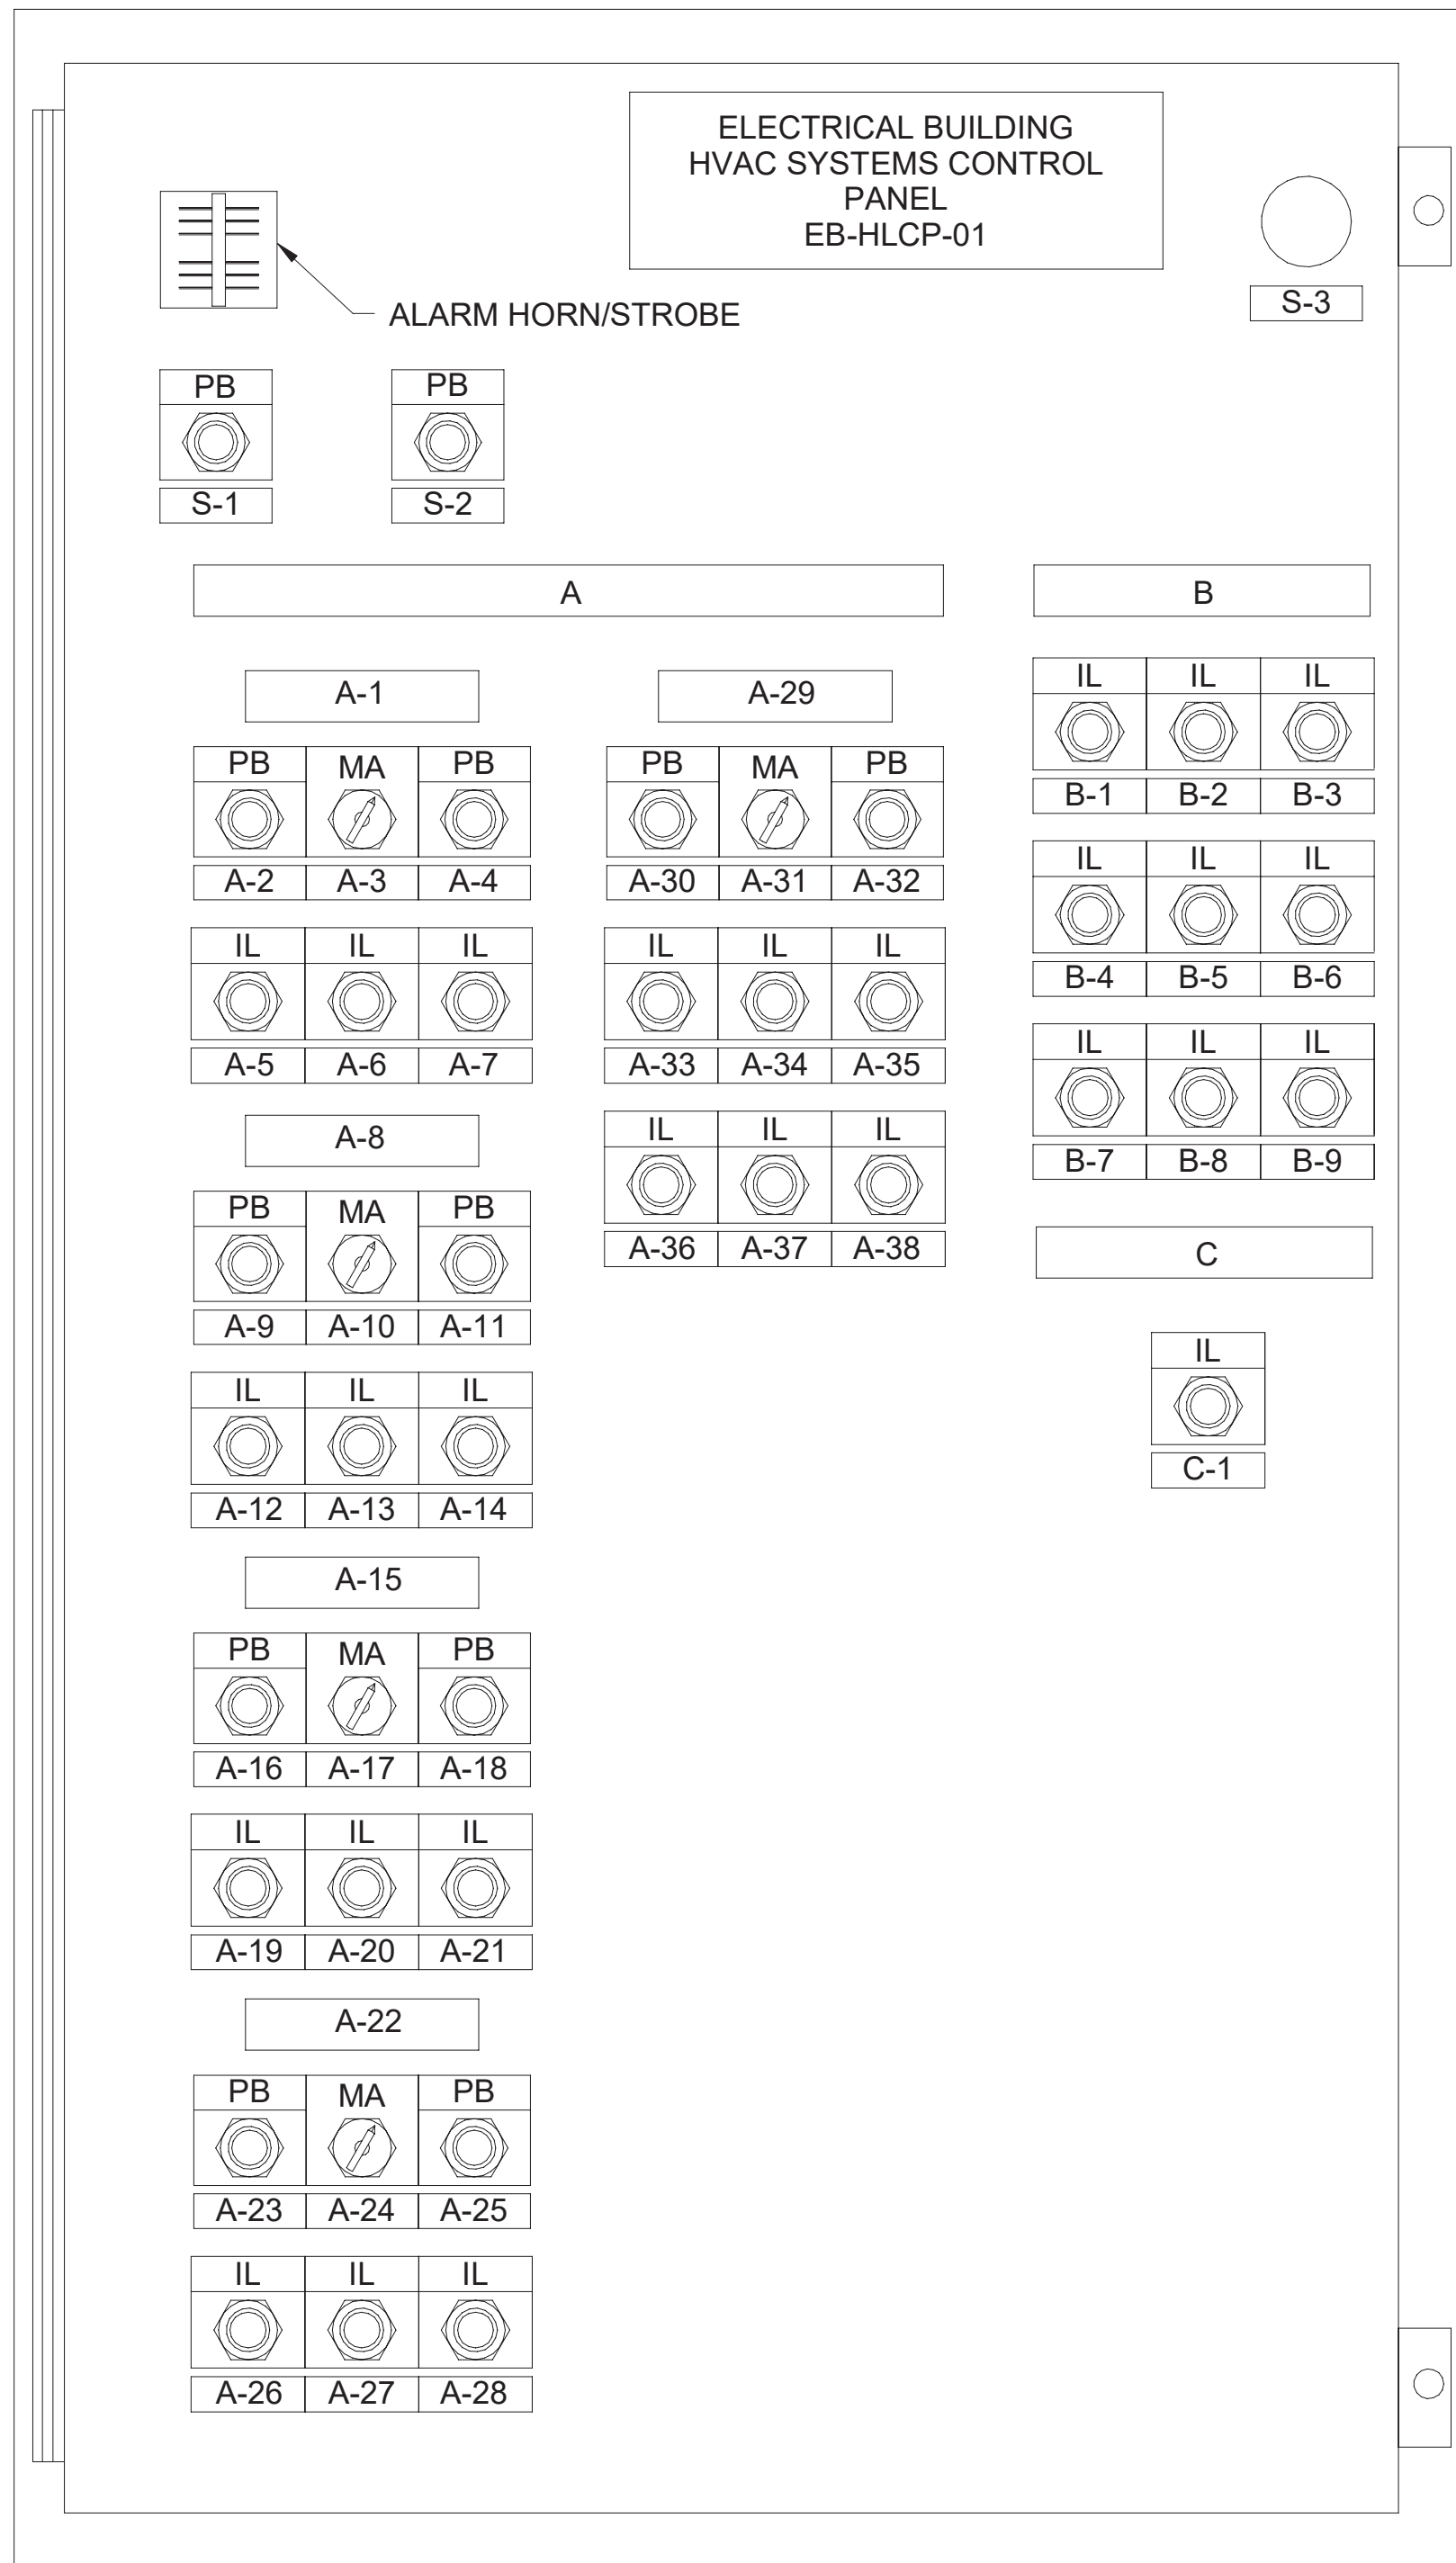 ELECTRICAL BUILDING
HVAC SYSTEMS CONTROL
PANEL
EB-HLCP-01
S-3
ALARM HORN/STROBE
PB PB
S-1 S-2
A
A-1
PB MA PB
A-2 A-3 A-4
IL IL IL
A-5 A-6 A-7
A-8
PB MA PB
A-9 A-10 A-11
IL IL IL
A-12 A-13 A-14
A-15
PB MA PB
A-16 A-17 A-18
IL IL IL
A-19 A-20 A-21
A-22
PB MA PB
A-23 A-24 A-25
IL IL IL
A-26 A-27 A-28
A-29
PB MA PB
A-30 A-31 A-32
IL IL IL
A-33 A-34 A-35
IL IL IL
A-36 A-37 A-38
B
IL IL IL
B-1 B-2 B-3
IL IL IL
B-4 B-5 B-6
IL IL IL
B-7 B-8 B-9
C
IL
C-1